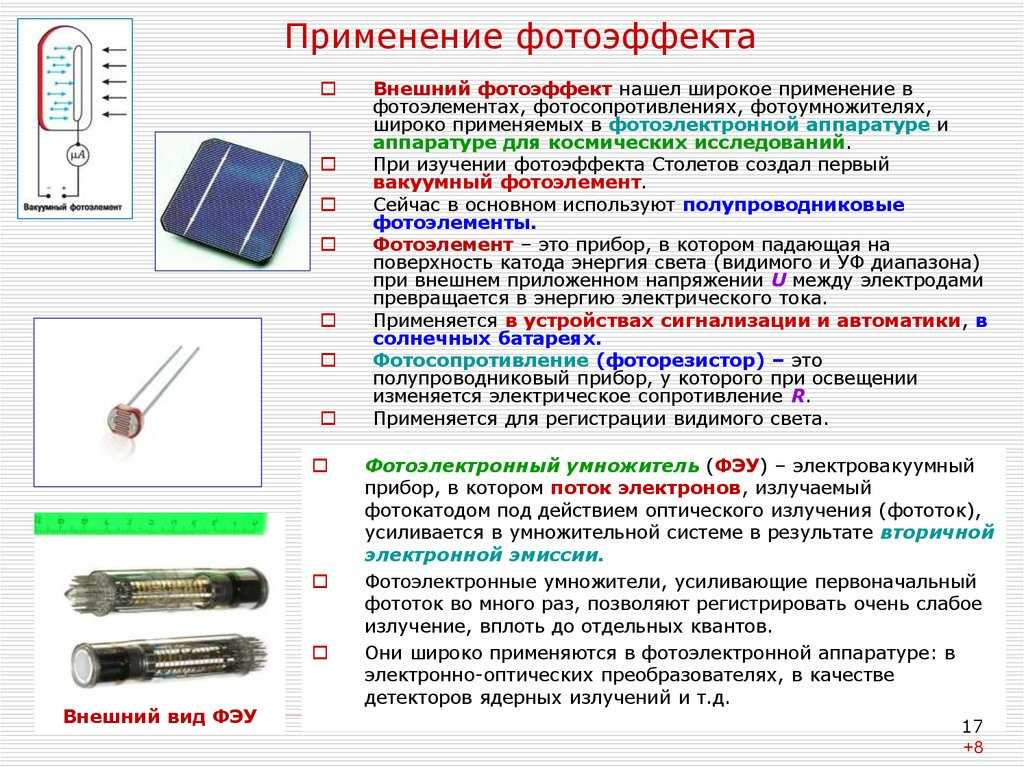 Применение фотоэффекта
μA
− +
Вакуумный фотоэлемент
Внешний фотоэффект нашел широкое применение в
фотоэлементах, фотосопротивлениях, фотоумножителях,
широко применяемых в фотоэлектронной аппаратуре и
аппаратуре для космических исследований.
При изучении фотоэффекта Столетов создал первый
вакуумный фотоэлемент.
Сейчас в основном используют полупроводниковые
фотоэлементы.
Фотоэлемент – это прибор, в котором падающая на
поверхность катода энергия света (видимого и УФ диапазона)
при внешнем приложенном напряжении U между электродами
превращается в энергию электрического тока.
Применяется в устройствах сигнализации и автоматики, в
солнечных батареях.
Фотосопротивление (фоторезистор) – это
полупроводниковый прибор, у которого при освещении
изменяется электрическое сопротивление R.
Применяется для регистрации видимого света.
Фотоэлектронный умножитель (ФЭУ) – электровакуумный
прибор, в котором поток электронов, излучаемый
фотокатодом под действием оптического излучения (фототок),
усиливается в умножительной системе в результате вторичной
электронной эмиссии.
Фотоэлектронные умножители, усиливающие первоначальный
фототок во много раз, позволяют регистрировать очень слабое
излучение, вплоть до отдельных квантов.
Они широко применяются в фотоэлектронной аппаратуре: в
электронно-оптических преобразователях, в качестве
детекторов ядерных излучений и т.д.
Внешний вид ФЭУ
17
+8